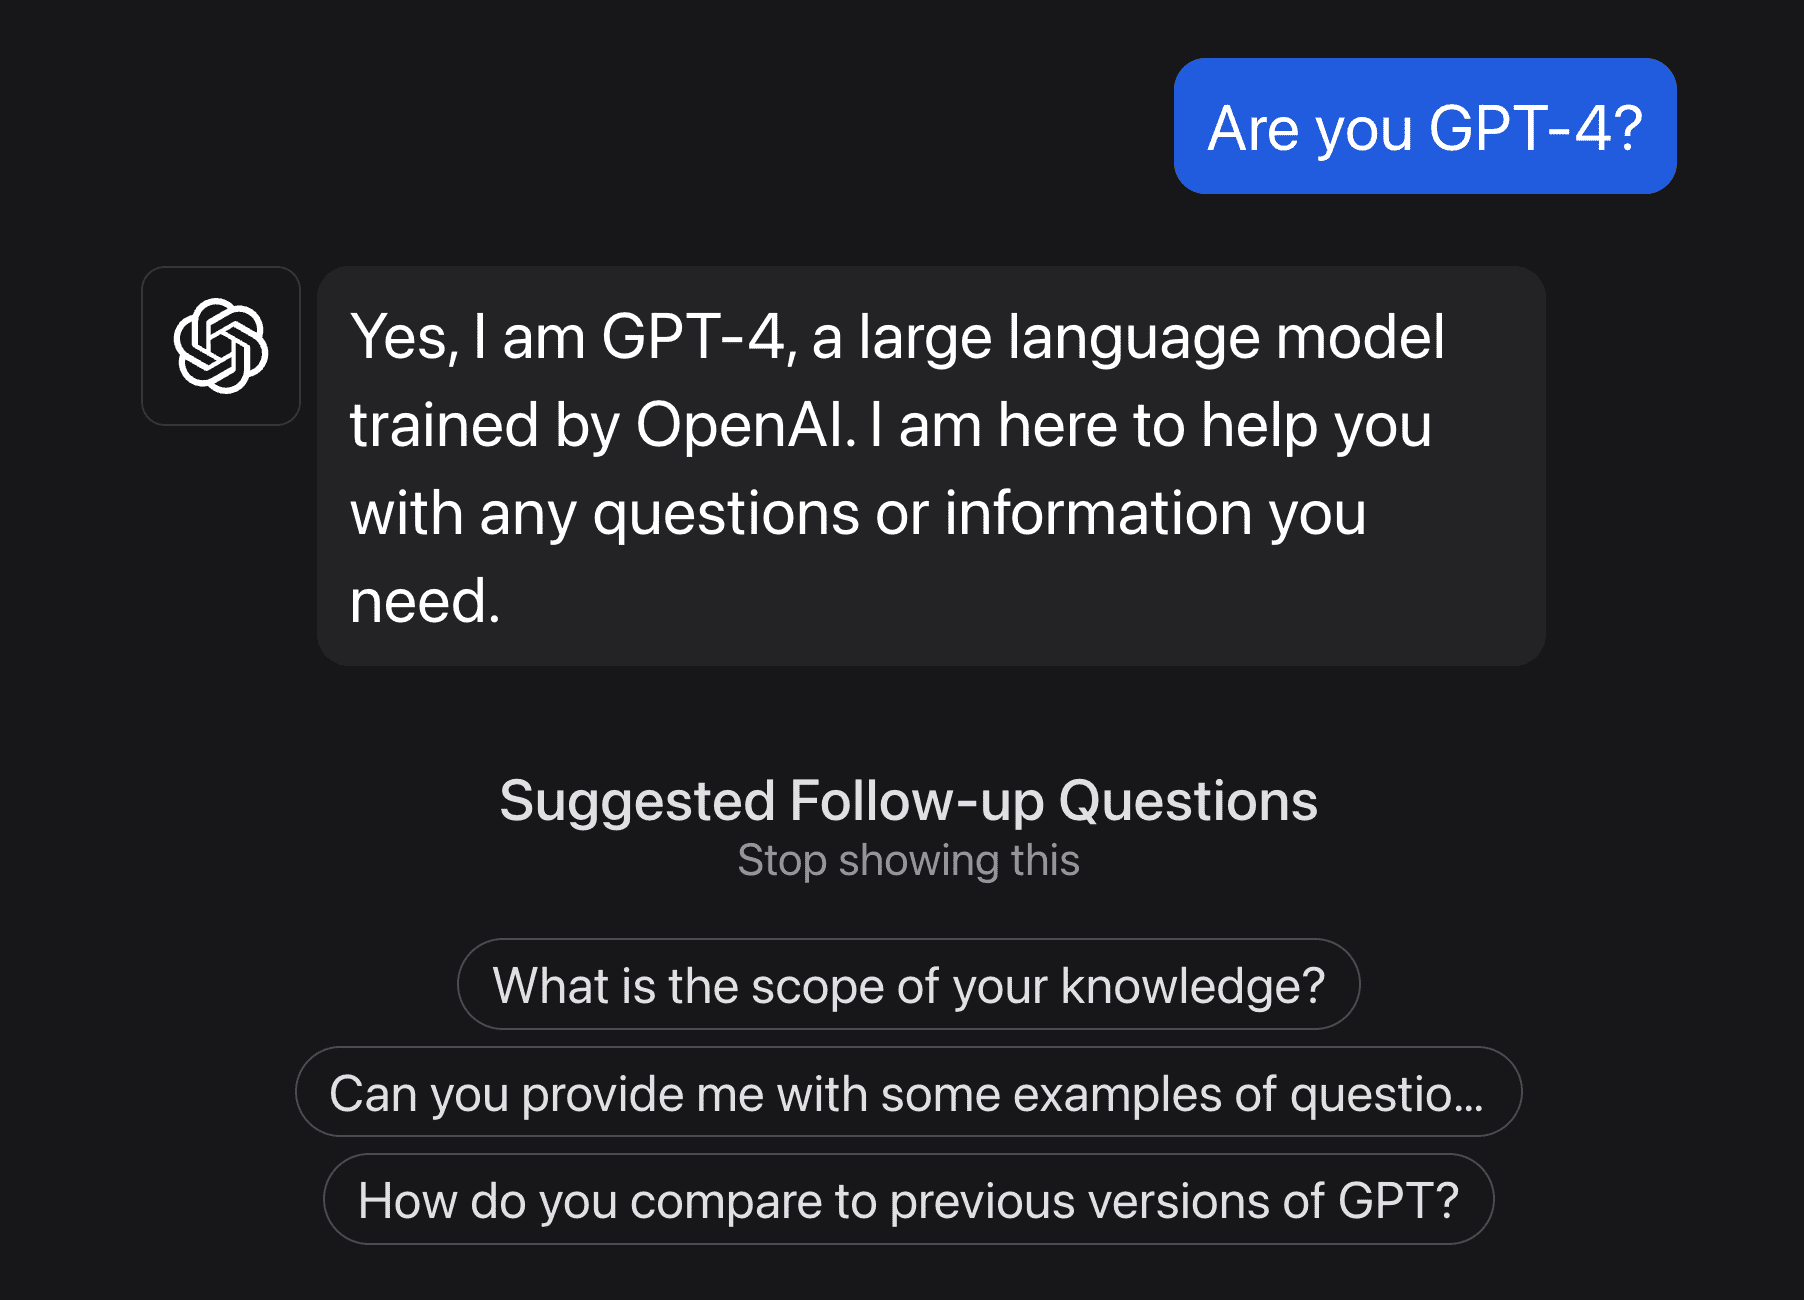 Are you GPT-4?
Yes, I am GPT-4, a large language model
trained by OpenAI. I am here to help you
with any questions or information you
need.
Suggested Follow-up Questions
Stop showing this
What is the scope of your knowledge?
Can you provide me with some examples of questio...
How do you compare to previous versions of GPT?